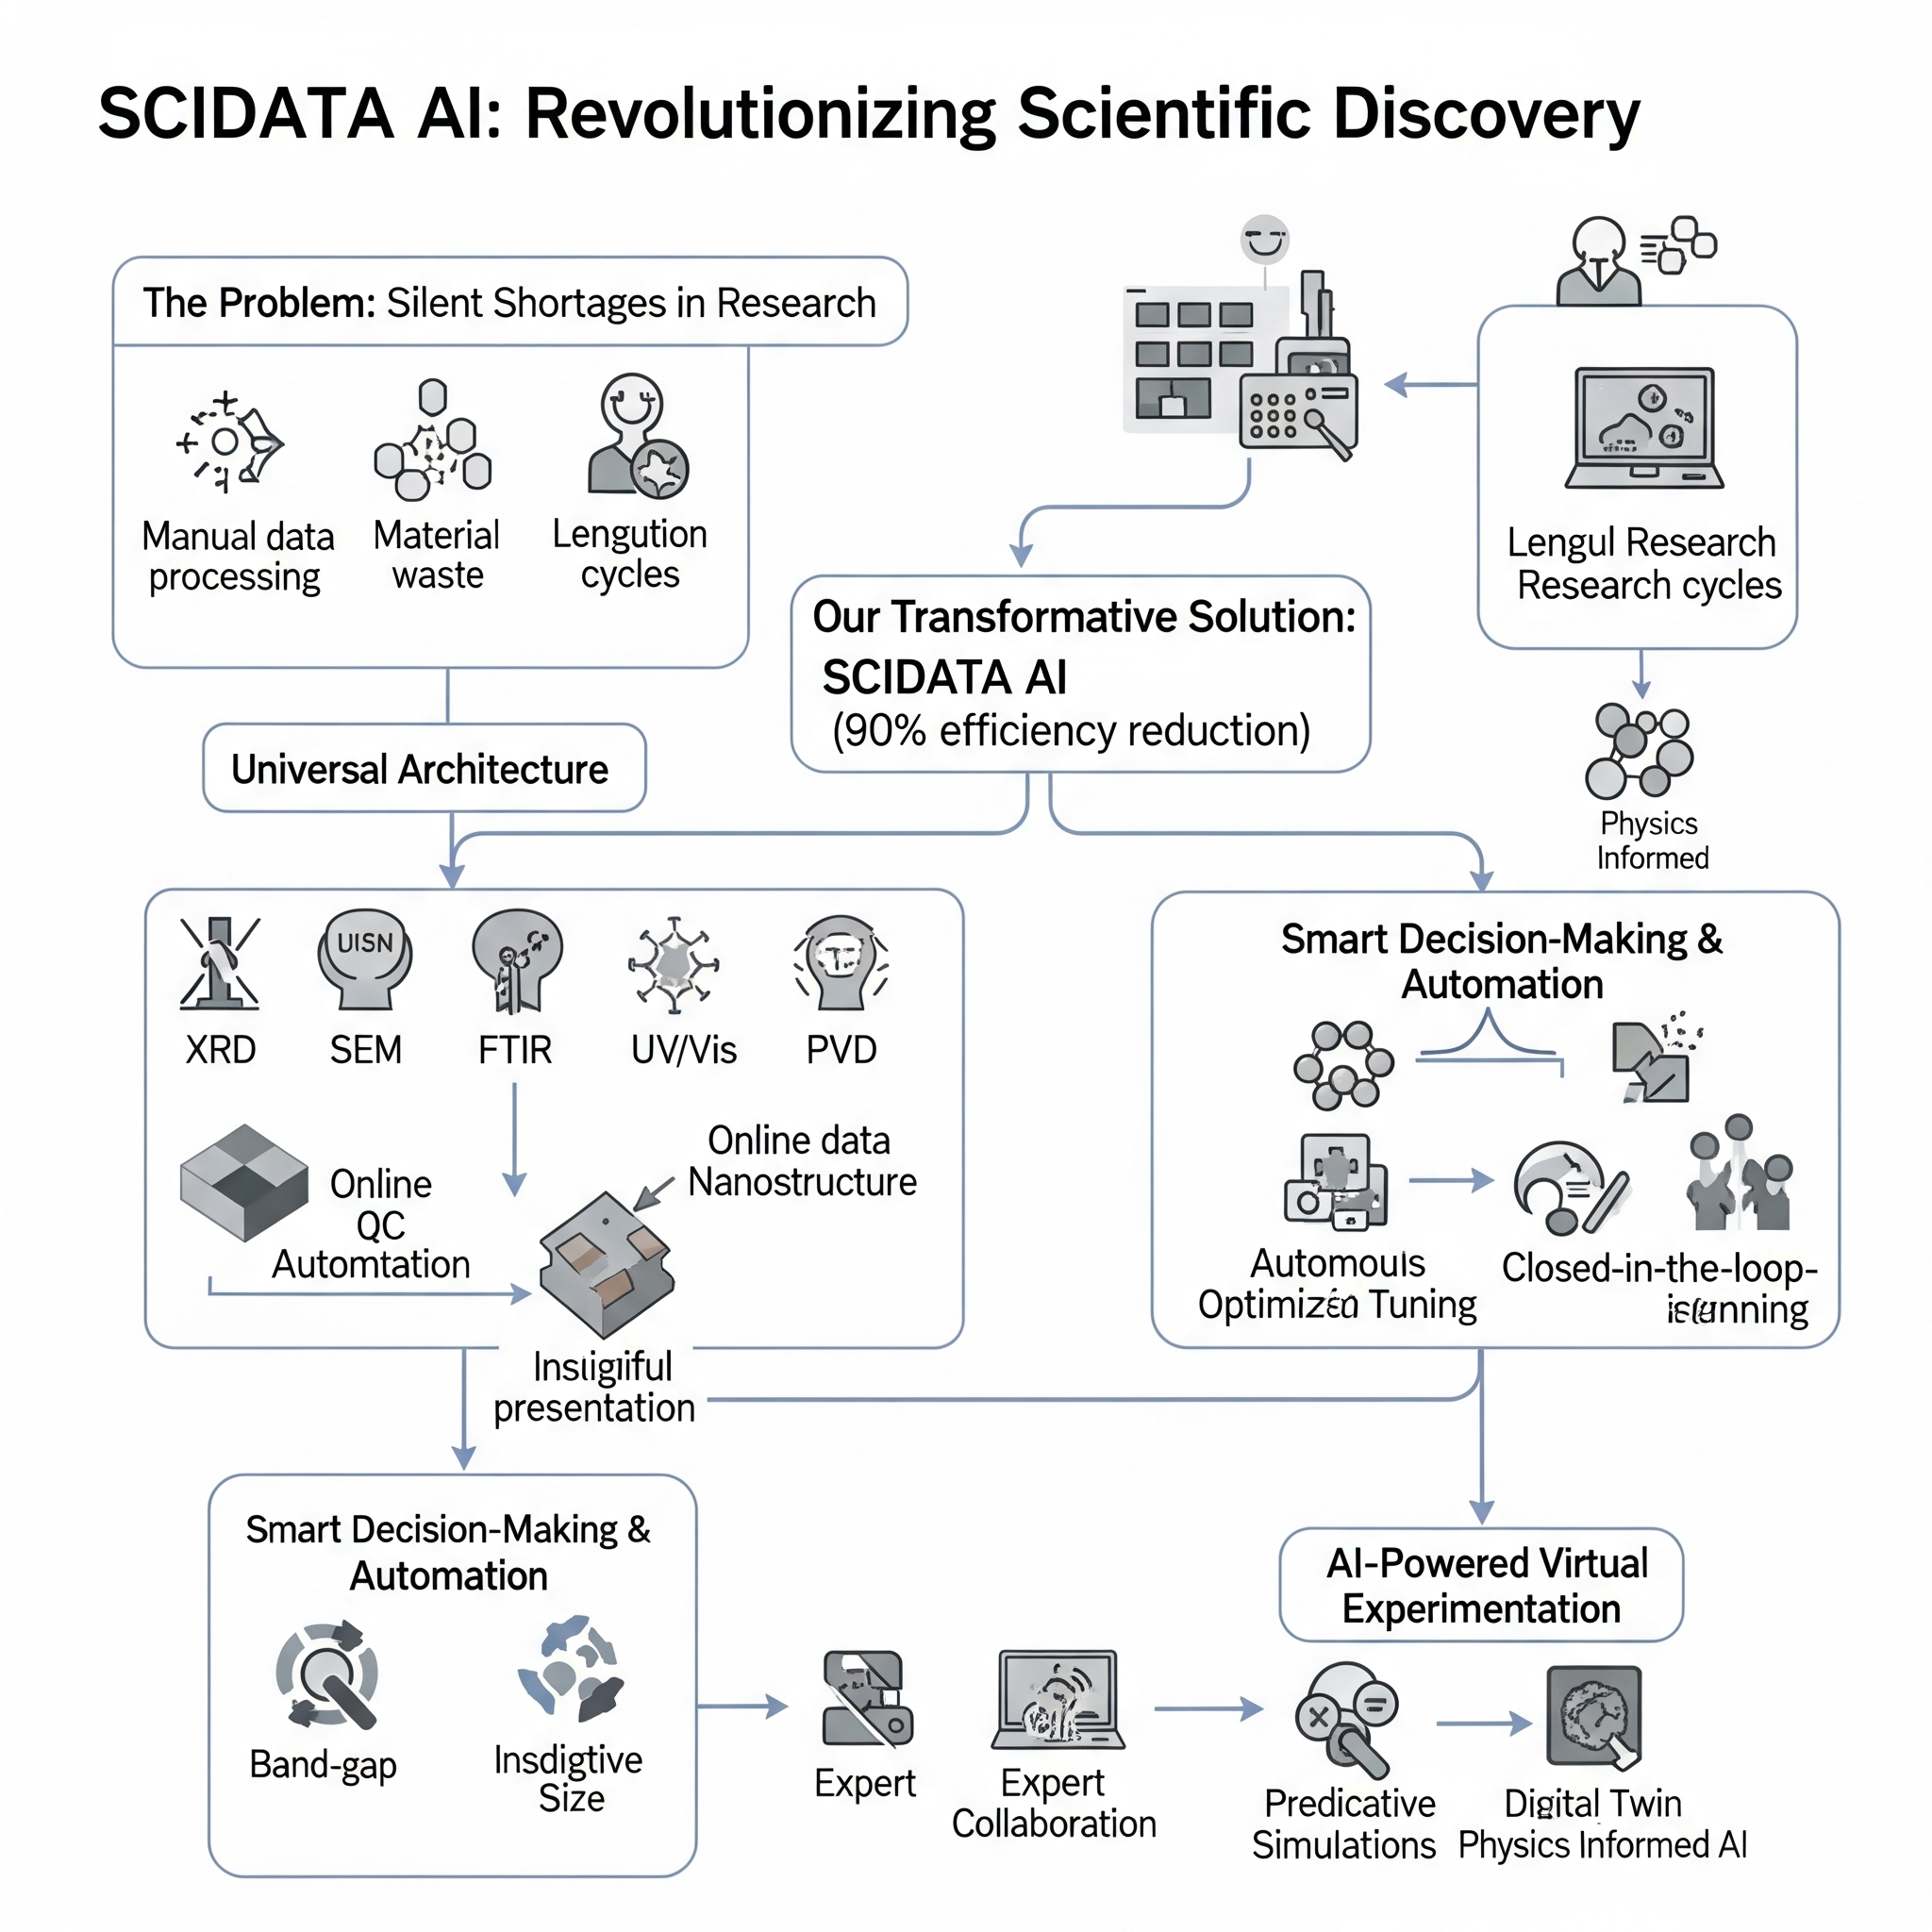 SCIDATA AI: Revolutionizing Scientific Discovery
The Problem: Silent Shortages in Research
Manual data
processing
Material
waste
Lengution
cycles
Lengul Research
Research cycles
Our Transformative Solution:
SCIDATA AI
(90% efficiency reduction)
Universal Architecture
Physics
Informed
UISN
XRD
SEM
FTIR
UV/Vis
PVD
Online
QC
Automtation
Online data
Nanostructure
presentation
Smart Decision-Making &
Automation
Automouls
Tuning
Closed-in-the-loop-
Smart Decision-Making &
Automation
Band-gap
Insdigtive
Size
Expert
Expert
Collaboration
AI-Powered Virtual
Experimentation
Predicative
Simulations
Digital Twin
Physics Informed AI